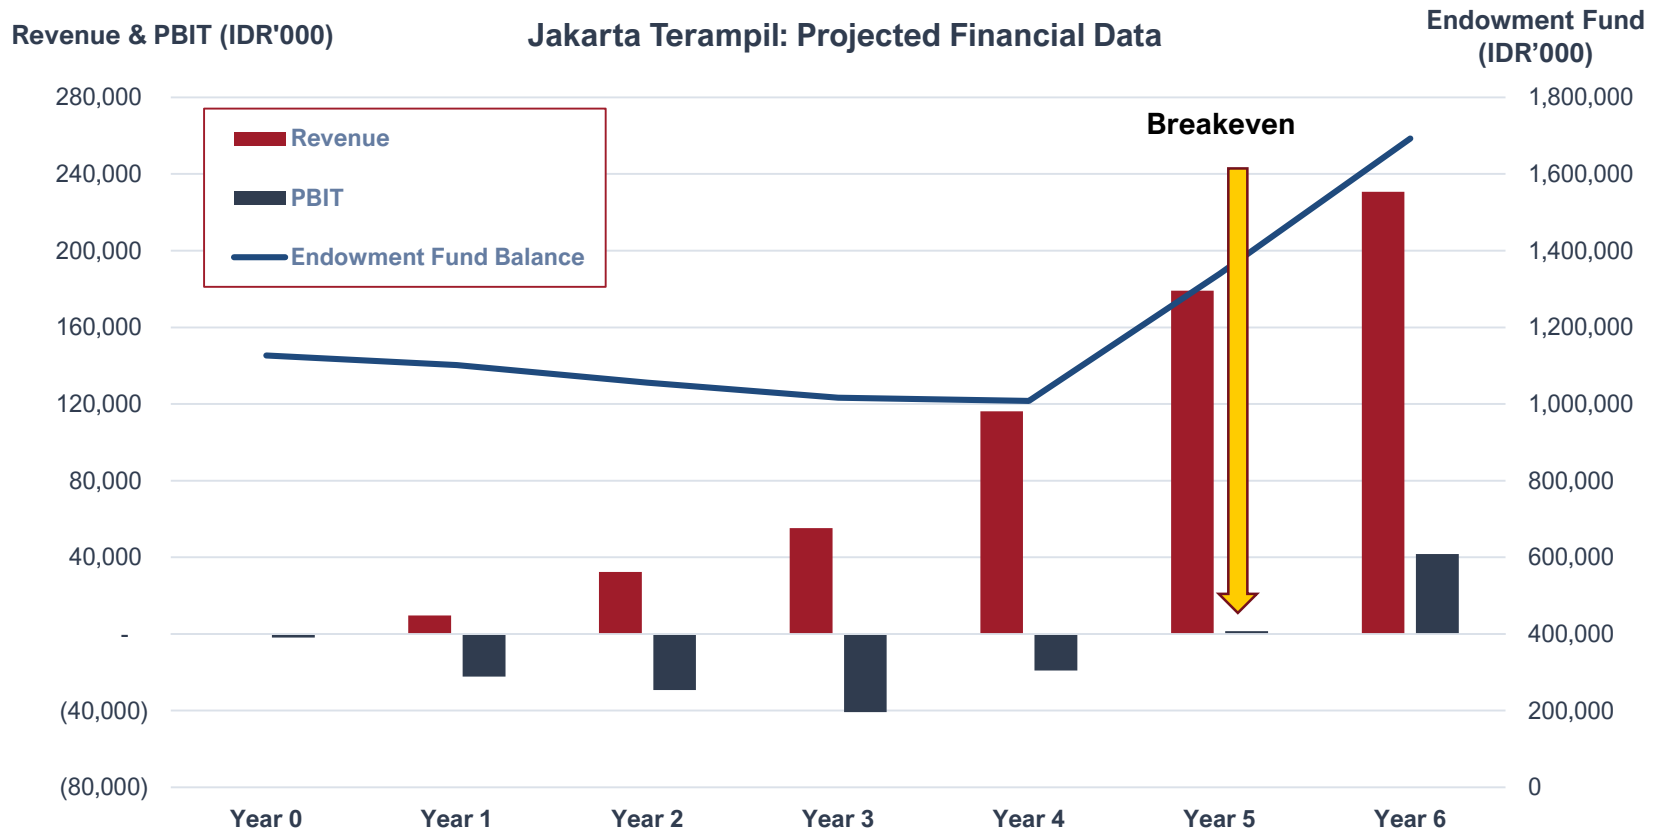 Revenue & PBIT (IDR'000)
Jakarta Terampil: Projected Financial Data
Endowment Fund
(IDR’000)
280,000
240,000
200,000
160,000
120,000
80,000
40,000
-
(40,000)
(80,000)
Revenue
PBIT
Endowment Fund Balance
Breakeven
1,800,000
1,600,000
1,400,000
1,200,000
1,000,000
800,000
600,000
400,000
200,000
0
Year 0
Year 1
Year 2
Year 3
Year 4
Year 5
Year 6